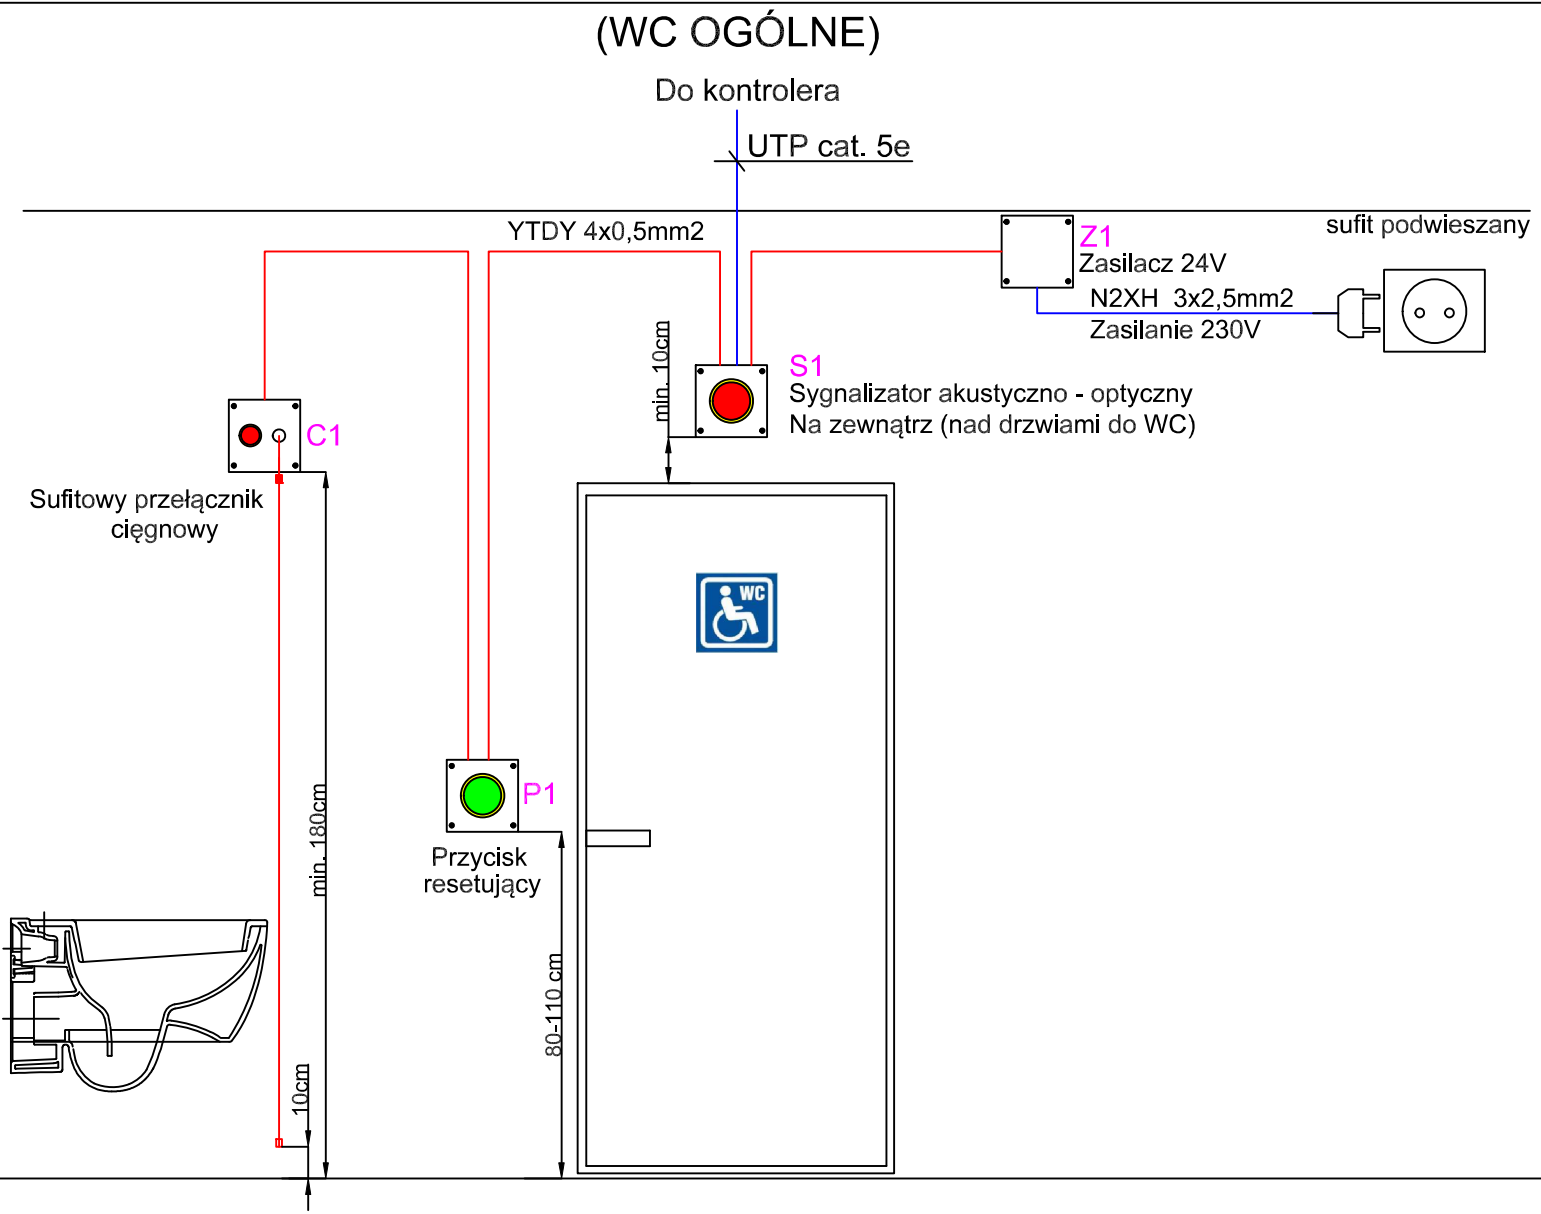 (WC OGÓLNE)
Do kontrolera
UTP cat. 5e
YTDY 4x0,5mm2
Z1
Zasilacz 24V
sufit podwieszany
N2XH 3x2,5mm2
Zasilanie 230V
min. 10cm
S1
Sygnalizator akustyczno - optyczny
Na zewnątrz (nad drzwiami do WC)
C1
Sufitowy przełącznik
cięgnowy
WC
min. 180cm
P1
Przycisk
resetujący
80-110 cm
10cm